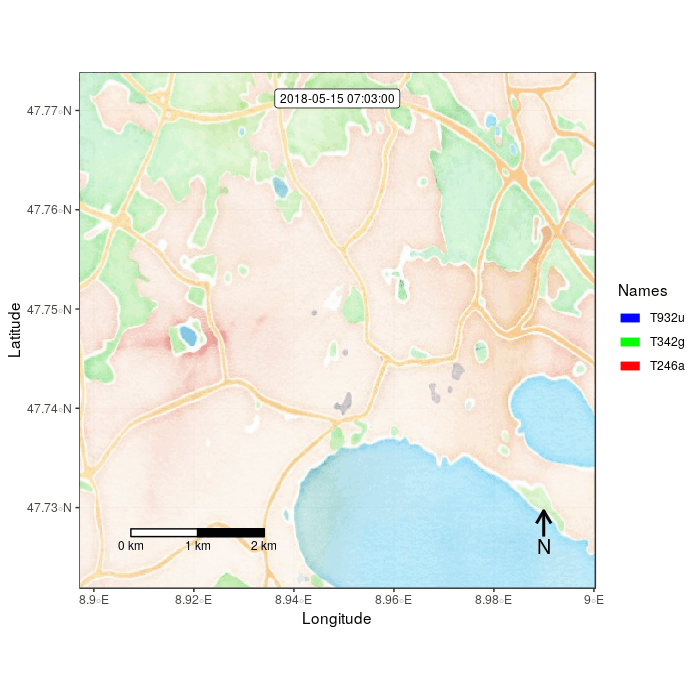 2018-05-15 07:03:00
47.77°N
47.76°N
47.75°N
47.74°N
47.73°N
Latitude
0 km 1 km 2 km
N
8.9°E 8.92°E 8.94°E 8.96°E 8.98°E 9°E
Longitude
Names
T932u
T342g
T246a